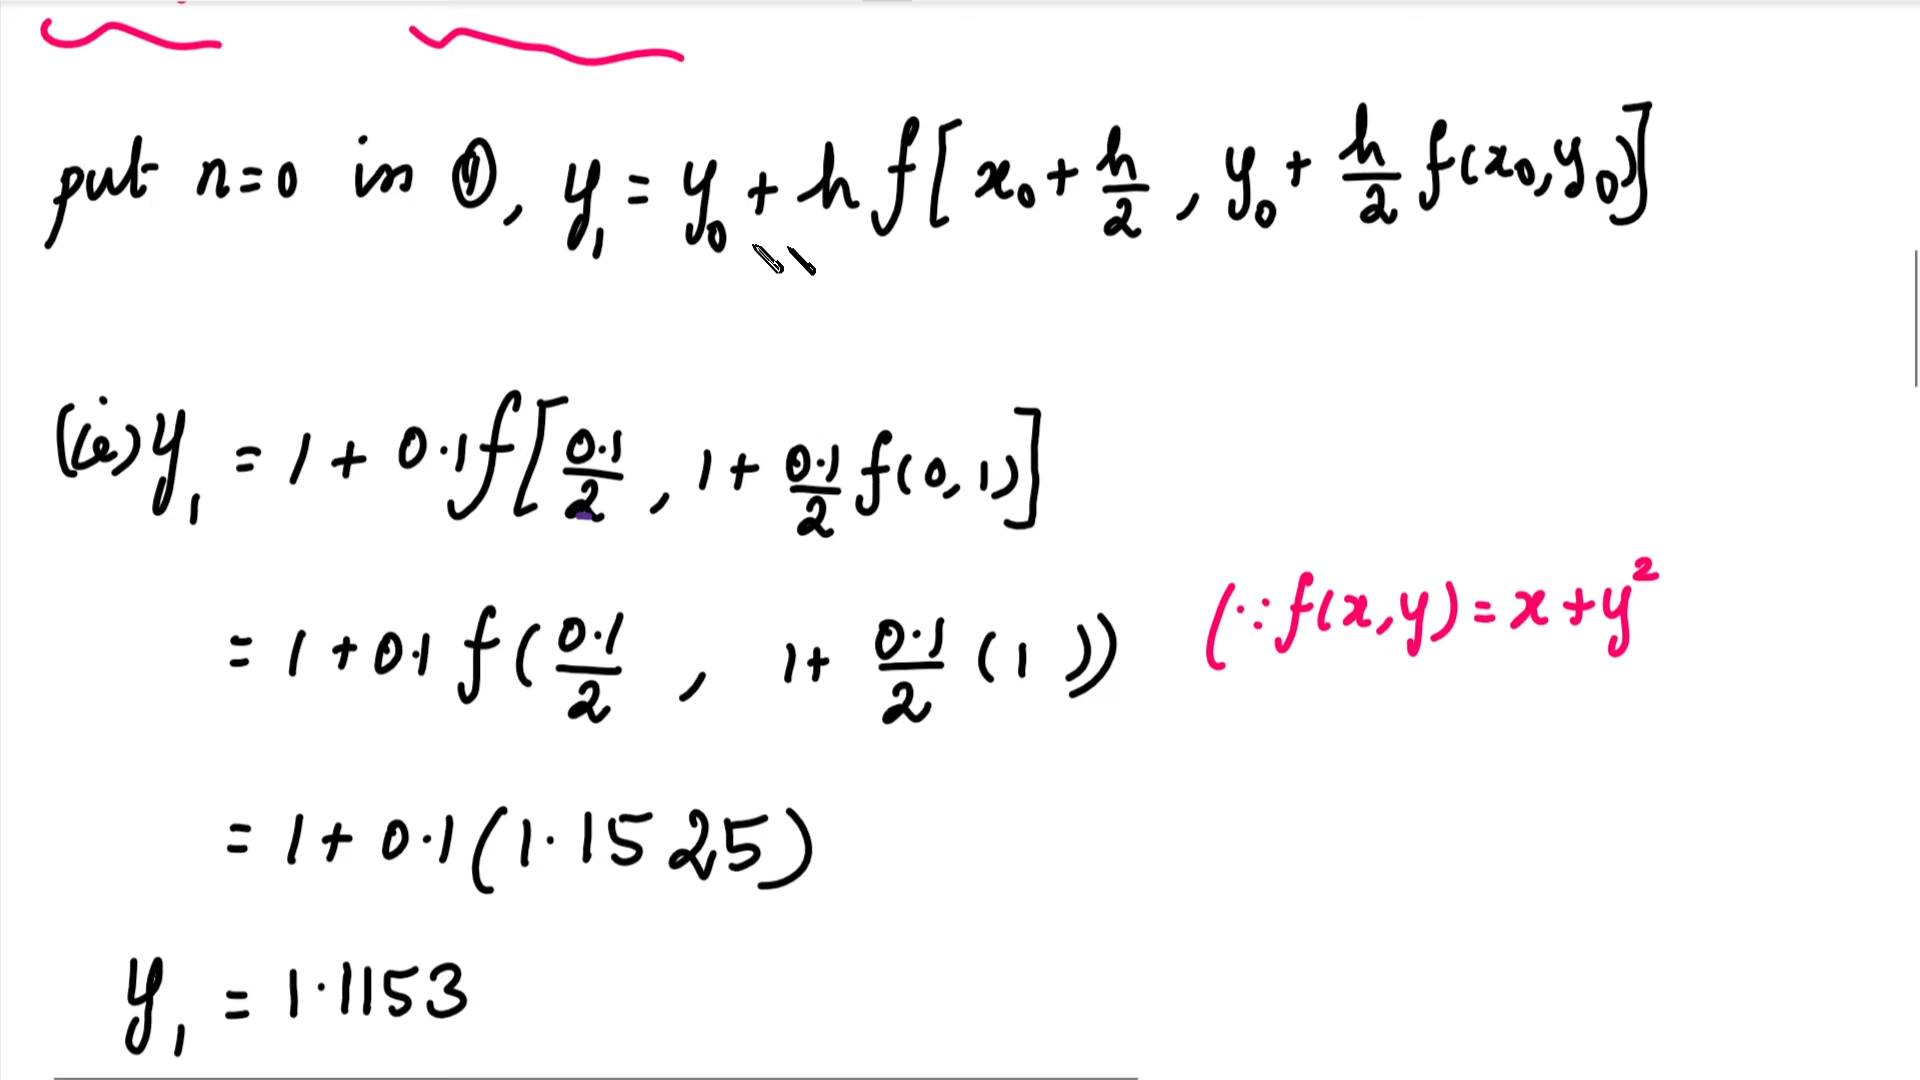 put n=0 in ①, y₁ = y₀ + h f[x₀ + h/2, y₀ + h/2 f(x₀,y₀)]
(ie) y₁ = 1 + 0.1 f[0.1/2, 1 + 0.1/2 f(0,1)]
= 1 + 0.1 f(0.1/2, 1 + 0.1/2 (1)) (∵ f(x,y) = x + y²
= 1 + 0.1(1.1525)
y₁ = 1.1153